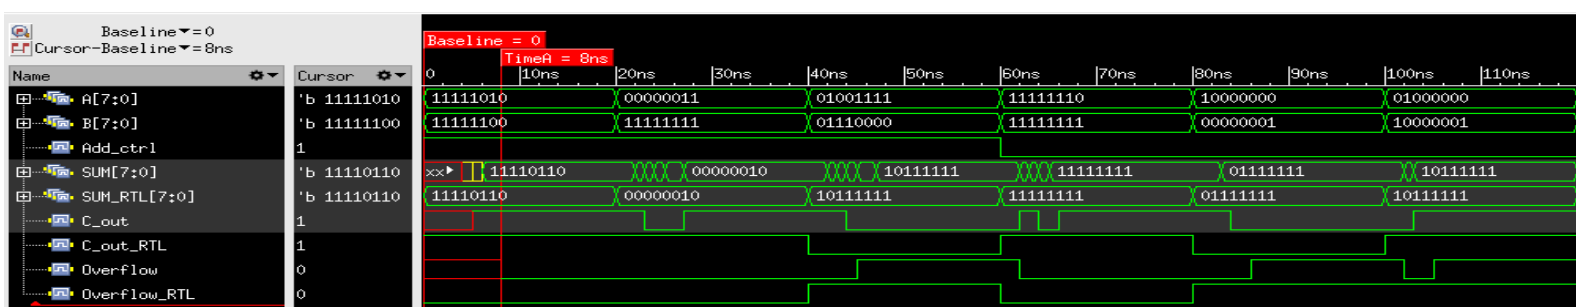 Baseline▼=0
Cursor-Baseline▼=8ns
Baseline = 0
TimeA = 8ns
Name Cursor 0 10ns 20ns 30ns 40ns 50ns 60ns 70ns 80ns 90ns 100ns 110ns
A[7:0] 'b 11111010 11111010 00000011 01001111 11111110 10000000 01000000
B[7:0] 'b 11111100 11111100 11111111 01110000 11111111 00000001 10000001
Add_ctrl 1
SUM[7:0] 'b 11110110 xx 11110110 00000010 10111111 11111111 01111111 10111111
SUM_RTL[7:0] 'b 11110110 11110110 00000010 10111111 11111111 01111111 10111111
C_out 1
C_out_RTL 1
Overflow 0
Overflow_RTL 0